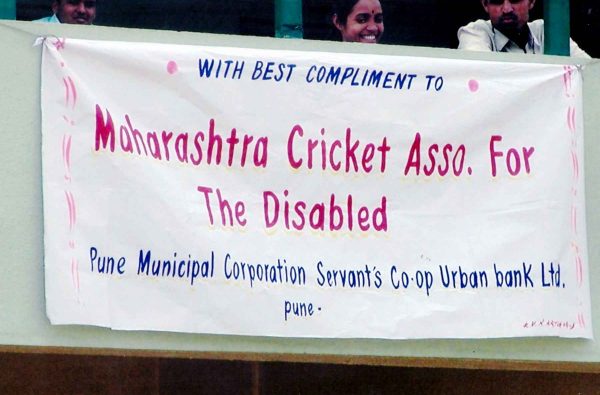 WITH BEST COMPLIMENT TO
Maharashtra Cricket Asso. For
The Disabled
Pune Municipal Corporation Servant's Co-op Urban bank Ltd.
pune-